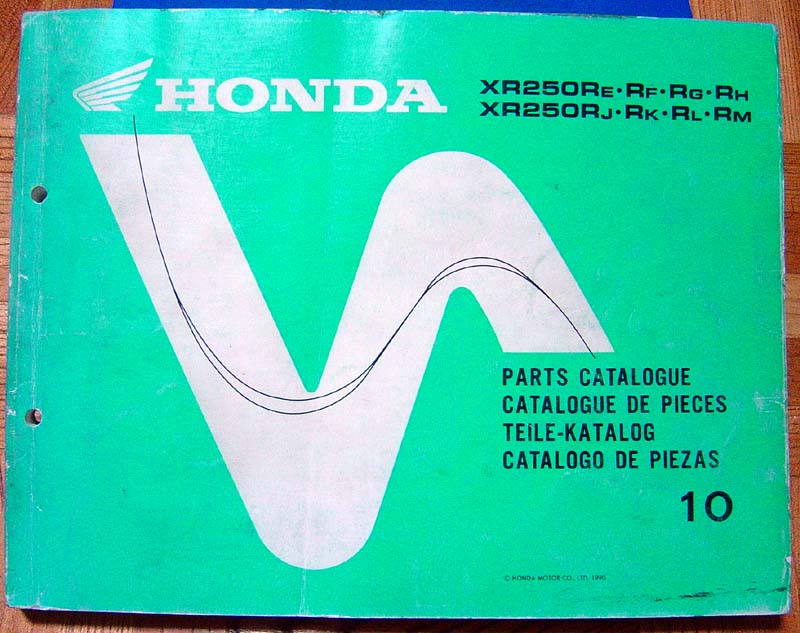 HONDA
XR250RE·RF·RG·RH
XR250RJ·RK·RL·RM
PARTS CATALOGUE
CATALOGUE DE PIECES
TEILE-KATALOG
CATALOGO DE PIEZAS
10
© HONDA MOTOR CO., LTD. 1990